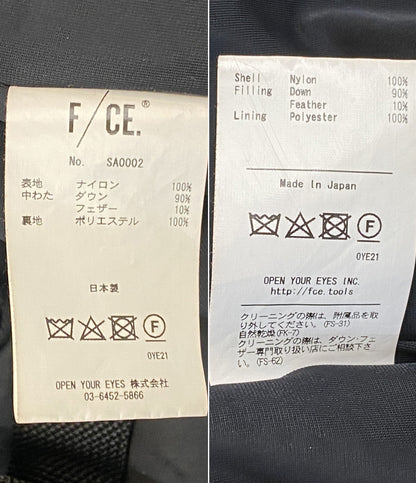 F/CE.®
No. SA0002
表地 ナイロン 100%
中わた ダウン 90%
フェザー 10%
裏地 ポリエステル 100%
日本製
F
0YE21
OPEN YOUR EYES 株式会社
03-6452-5866
Shell Nylon 100%
Filling Down 90%
Feather 10%
Lining Polyester 100%
Made in Japan
F
0YE21
OPEN YOUR EYES INC.
http://fce.tools
クリーニングの際は、附属品を取
り外してください。(FS-31)
自然乾燥(FK-7)
クリーニングの際は、ダウン・フェ
ザー専門取り扱い店にご相談下さ
い。(FS-62)